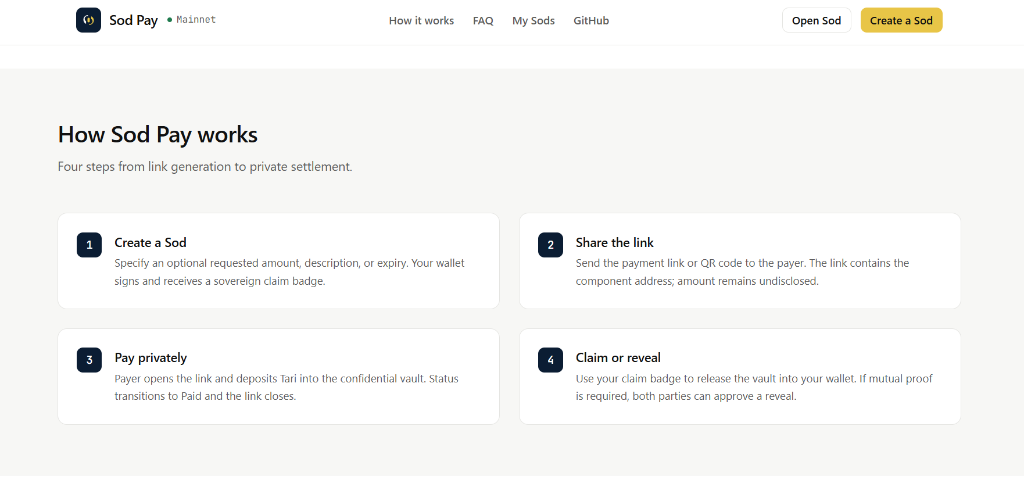 Sod Pay
Mainnet
How it works
FAQ
My Sods
GitHub
Open Sod
Create a Sod
How Sod Pay works
Four steps from link generation to private settlement.
1
Create a Sod
Specify an optional requested amount, description, or expiry. Your wallet
signs and receives a sovereign claim badge.
2
Share the link
Send the payment link or QR code to the payer. The link contains the
component address; amount remains undisclosed.
3
Pay privately
Payer opens the link and deposits Tari into the confidential vault. Status
transitions to Paid and the link closes.
4
Claim or reveal
Use your claim badge to release the vault into your wallet. If mutual proof
is required, both parties can approve a reveal.